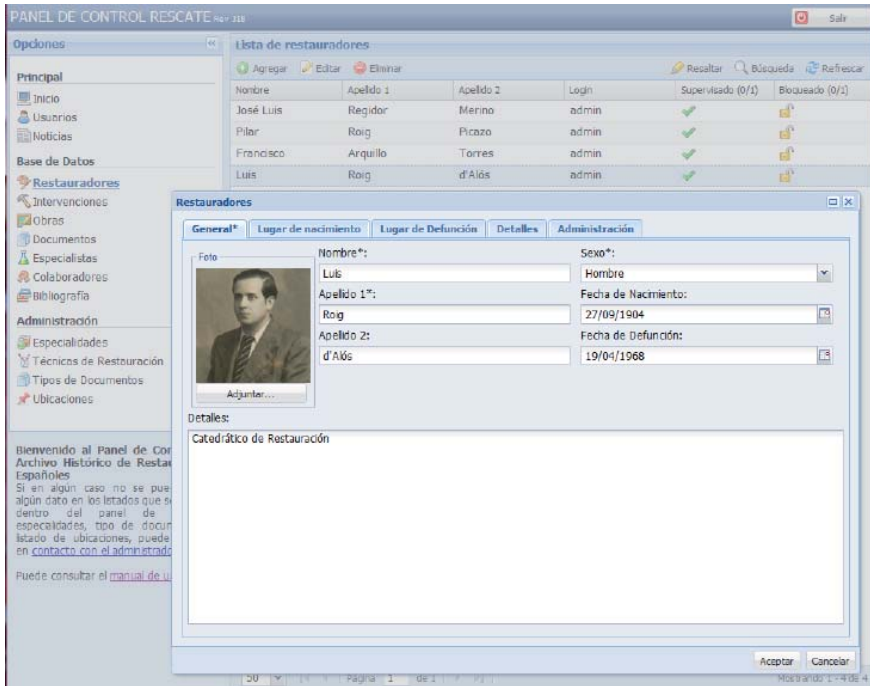 PANEL DE CONTROL RESCATE Rev 318
Salir
Opciones
Principal
Inicio
Usuarios
Noticias
Base de Datos
Restauradores
Intervenciones
Obras
Documentos
Especialistas
Colaboradores
Bibliografía
Administración
Especialidades
Técnicas de Restauración
Tipos de Documentos
Ubicaciones
Bienvenido al Panel de Con
Archivo Histórico de Restau
Españoles
Si en algún caso no se pue
algún dato en los listados que s
dentro del panel de
especialidades, tipo de docum
listado de ubicaciones, puede
en contacto con el administrado
Puede consultar el manual de u
Lista de restauradores
Agregar Editar Eliminar Resaltar Búsqueda Refrescar
Nombre Apellido 1 Apellido 2 Login Supervisado (0/1) Bloqueado (0/1)
José Luis Regidor Merino admin
Pilar Roig Picazo admin
Francisco Arquillo Torres admin
Luis Roig d'Alós admin
Restauradores
General* Lugar de nacimiento Lugar de Defunción Detalles Administración
Foto
Adjuntar...
Nombre*: Sexo*:
Luis Hombre
Apelido 1*: Fecha de Nacimiento:
Roig 27/09/1904
Apelido 2: Fecha de Defunción:
d'Alós 19/04/1968
Detalles:
Catedrático de Restauración
Aceptar Cancelar
50 Página 1 de 1 Mostrando 1 - 4 de 4